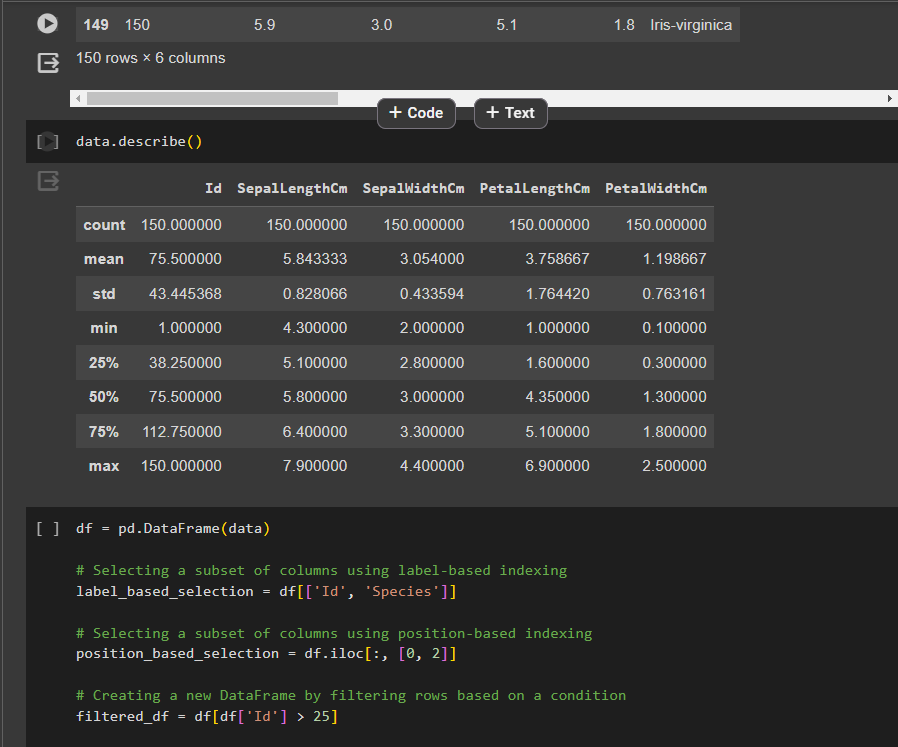 149 150 5.9 3.0 5.1 1.8 Iris-virginica
150 rows × 6 columns
+ Code + Text
data.describe()
Id SepalLengthCm SepalWidthCm PetalLengthCm PetalWidthCm
count 150.000000 150.000000 150.000000 150.000000 150.000000
mean 75.500000 5.843333 3.054000 3.758667 1.198667
std 43.445368 0.828066 0.433594 1.764420 0.763161
min 1.000000 4.300000 2.000000 1.000000 0.100000
25% 38.250000 5.100000 2.800000 1.600000 0.300000
50% 75.500000 5.800000 3.000000 4.350000 1.300000
75% 112.750000 6.400000 3.300000 5.100000 1.800000
max 150.000000 7.900000 4.400000 6.900000 2.500000
[ ] df = pd.DataFrame(data)
# Selecting a subset of columns using label-based indexing
label_based_selection = df[['Id', 'Species']]
# Selecting a subset of columns using position-based indexing
position_based_selection = df.iloc[:, [0, 2]]
# Creating a new DataFrame by filtering rows based on a condition
filtered_df = df[df['Id'] > 25]